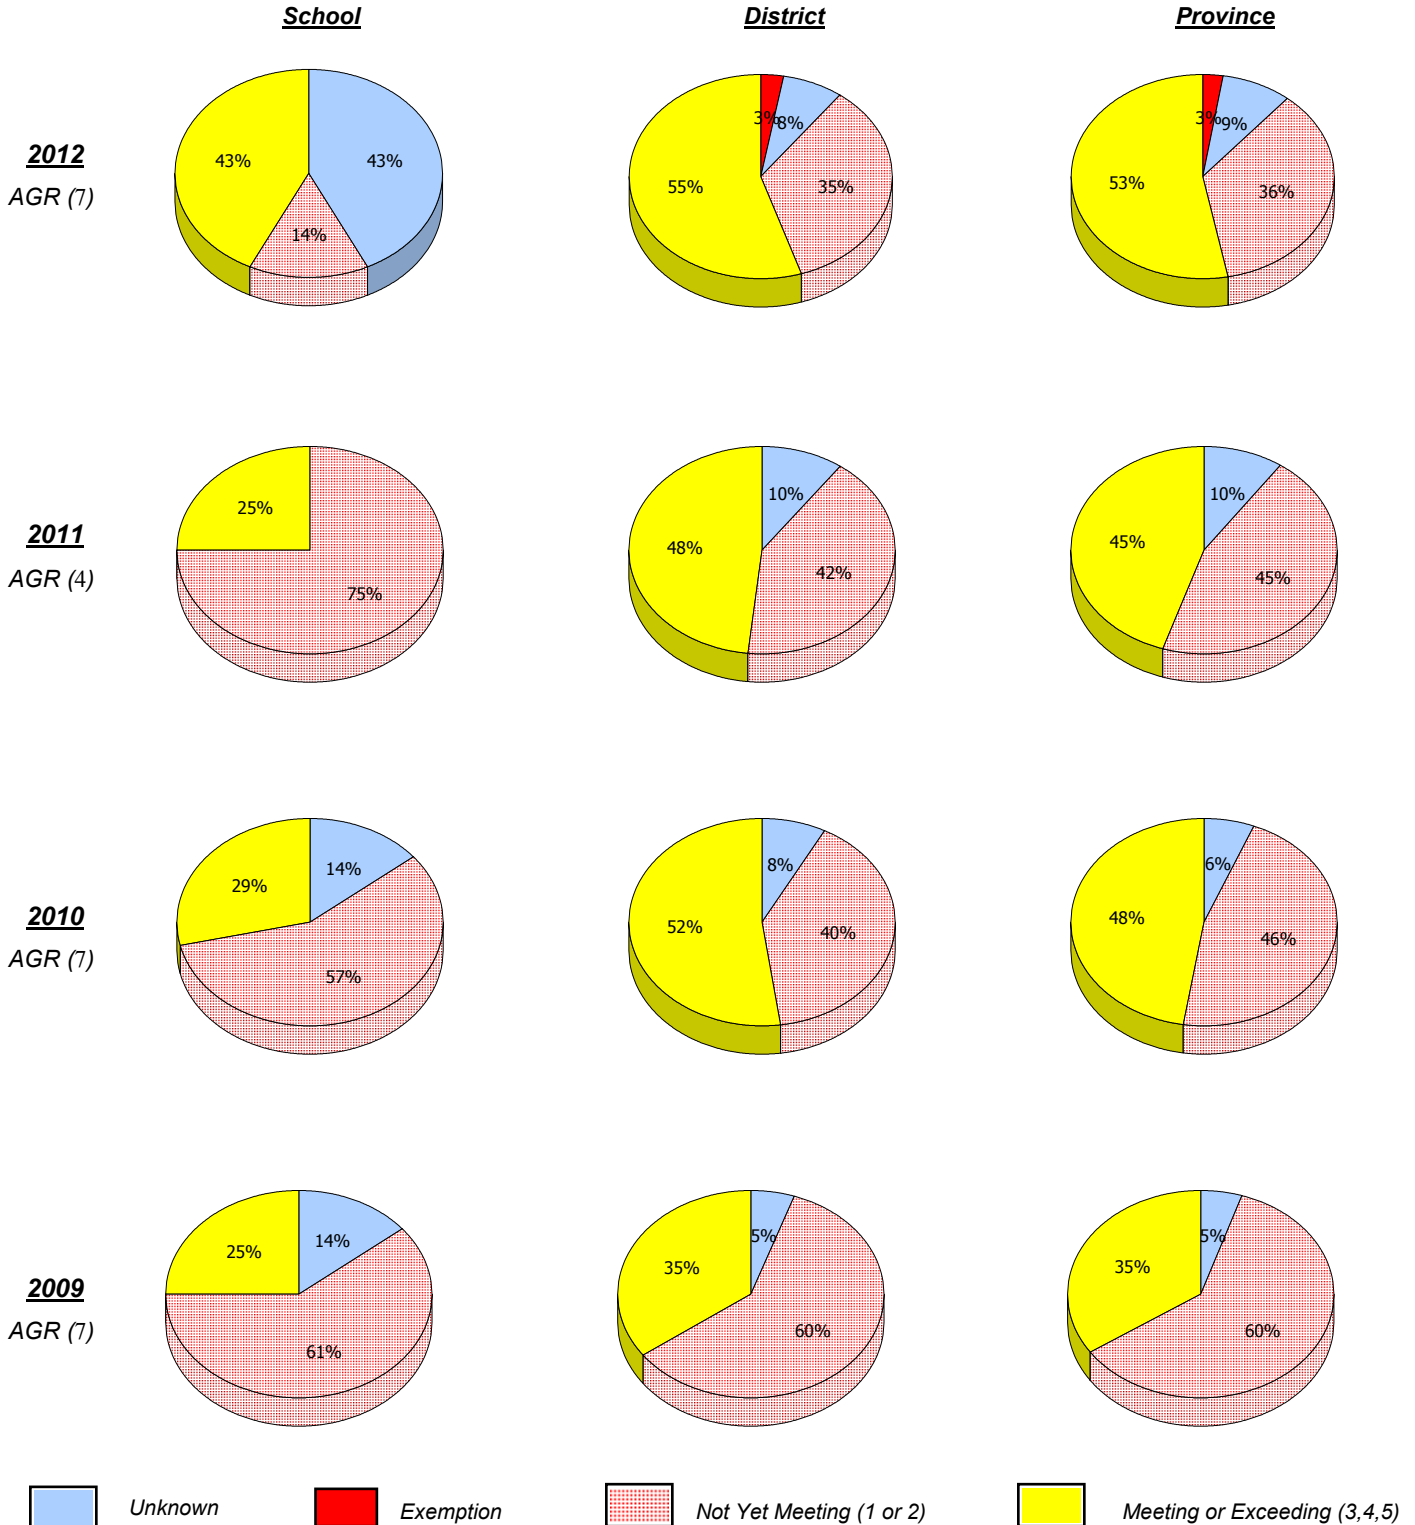 School District Province
43% 43% 14%
3% 8% 35% 55%
3% 9% 36% 53%
2012
AGR (7)
25% 75%
10% 42% 48%
10% 45% 45%
2011
AGR (4)
14% 57% 29%
8% 40% 52%
6% 46% 48%
2010
AGR (7)
14% 61% 25%
5% 60% 35%
5% 60% 35%
2009
AGR (7)
Unknown Exemption Not Yet Meeting (1 or 2) Meeting or Exceeding (3,4,5)